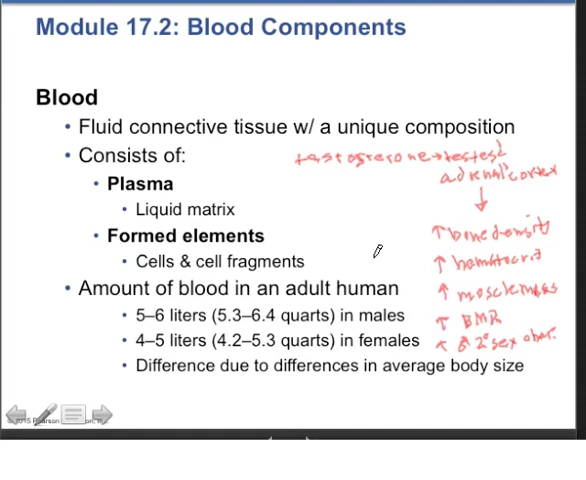 Module 17.2: Blood Components
Blood
• Fluid connective tissue w/ a unique composition
• Consists of:
testosterone → testes &
adrenal cortex
↓
• Plasma
• Liquid matrix
• Formed elements
• Cells & cell fragments
↑ bone density
↑ hematocrit
↑ muscle mass
↑ BMR
↑ ♂ 2° sex char.
• Amount of blood in an adult human
• 5–6 liters (5.3–6.4 quarts) in males
• 4–5 liters (4.2–5.3 quarts) in females
• Difference due to differences in average body size
© 2015 Pearson